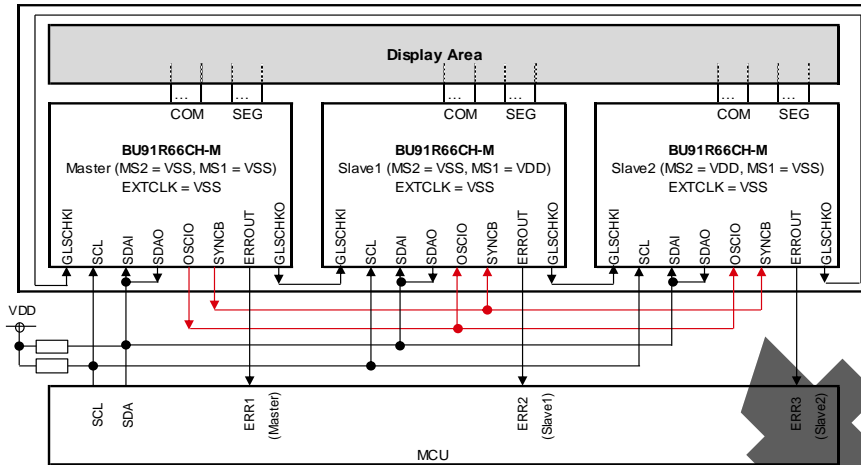 Display Area
... ... ... ... ... ...
COM SEG COM SEG COM SEG
BU91R66CH-M
Master (MS2 = VSS, MS1 = VSS)
EXTCLK = VSS
BU91R66CH-M
Slave1 (MS2 = VSS, MS1 = VDD)
EXTCLK = VSS
BU91R66CH-M
Slave2 (MS2 = VDD, MS1 = VSS)
EXTCLK = VSS
GLSCHKI
SCL
SDAI
SDAO
OSCIO
SYNCB
ERROUT
GLSCHKO
GLSCHKI
SCL
SDAI
SDAO
OSCIO
SYNCB
ERROUT
GLSCHKO
GLSCHKI
SCL
SDAI
SDAO
OSCIO
SYNCB
ERROUT
GLSCHKO
VDD
SCL
SDA
ERR1
(Master)
ERR2
(Slave1)
ERR3
(Slave2)
MCU